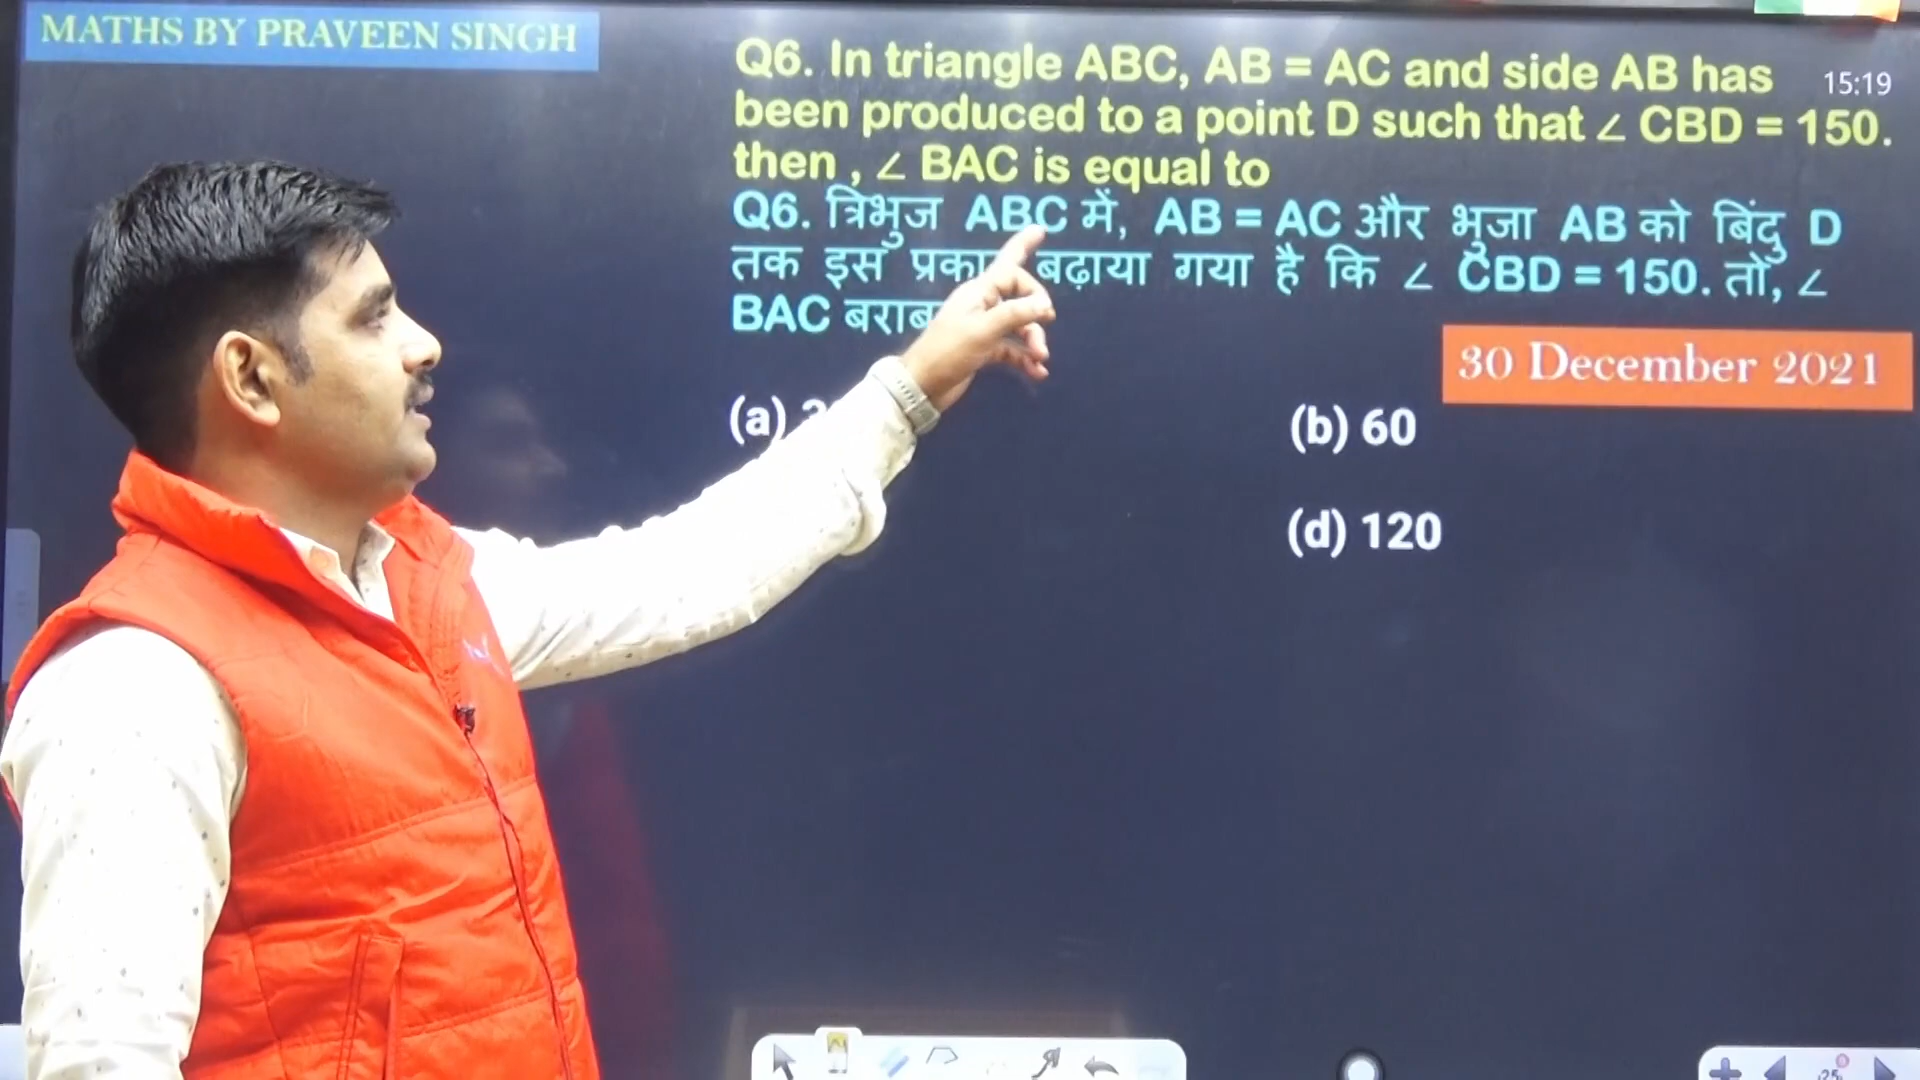 MATHS BY PRAVEEN SINGH
Q6. In triangle ABC, AB = AC and side AB has
15:19
been produced to a point D such that ∠ CBD = 150.
then , ∠ BAC is equal to
Q6. त्रिभुज ABC में, AB = AC और भुजा AB को बिंदु D
तक इस बढ़ाया गया है कि ∠ CBD = 150. तो, ∠
BAC
30 December 2021
(a)
(b) 60
(d) 120